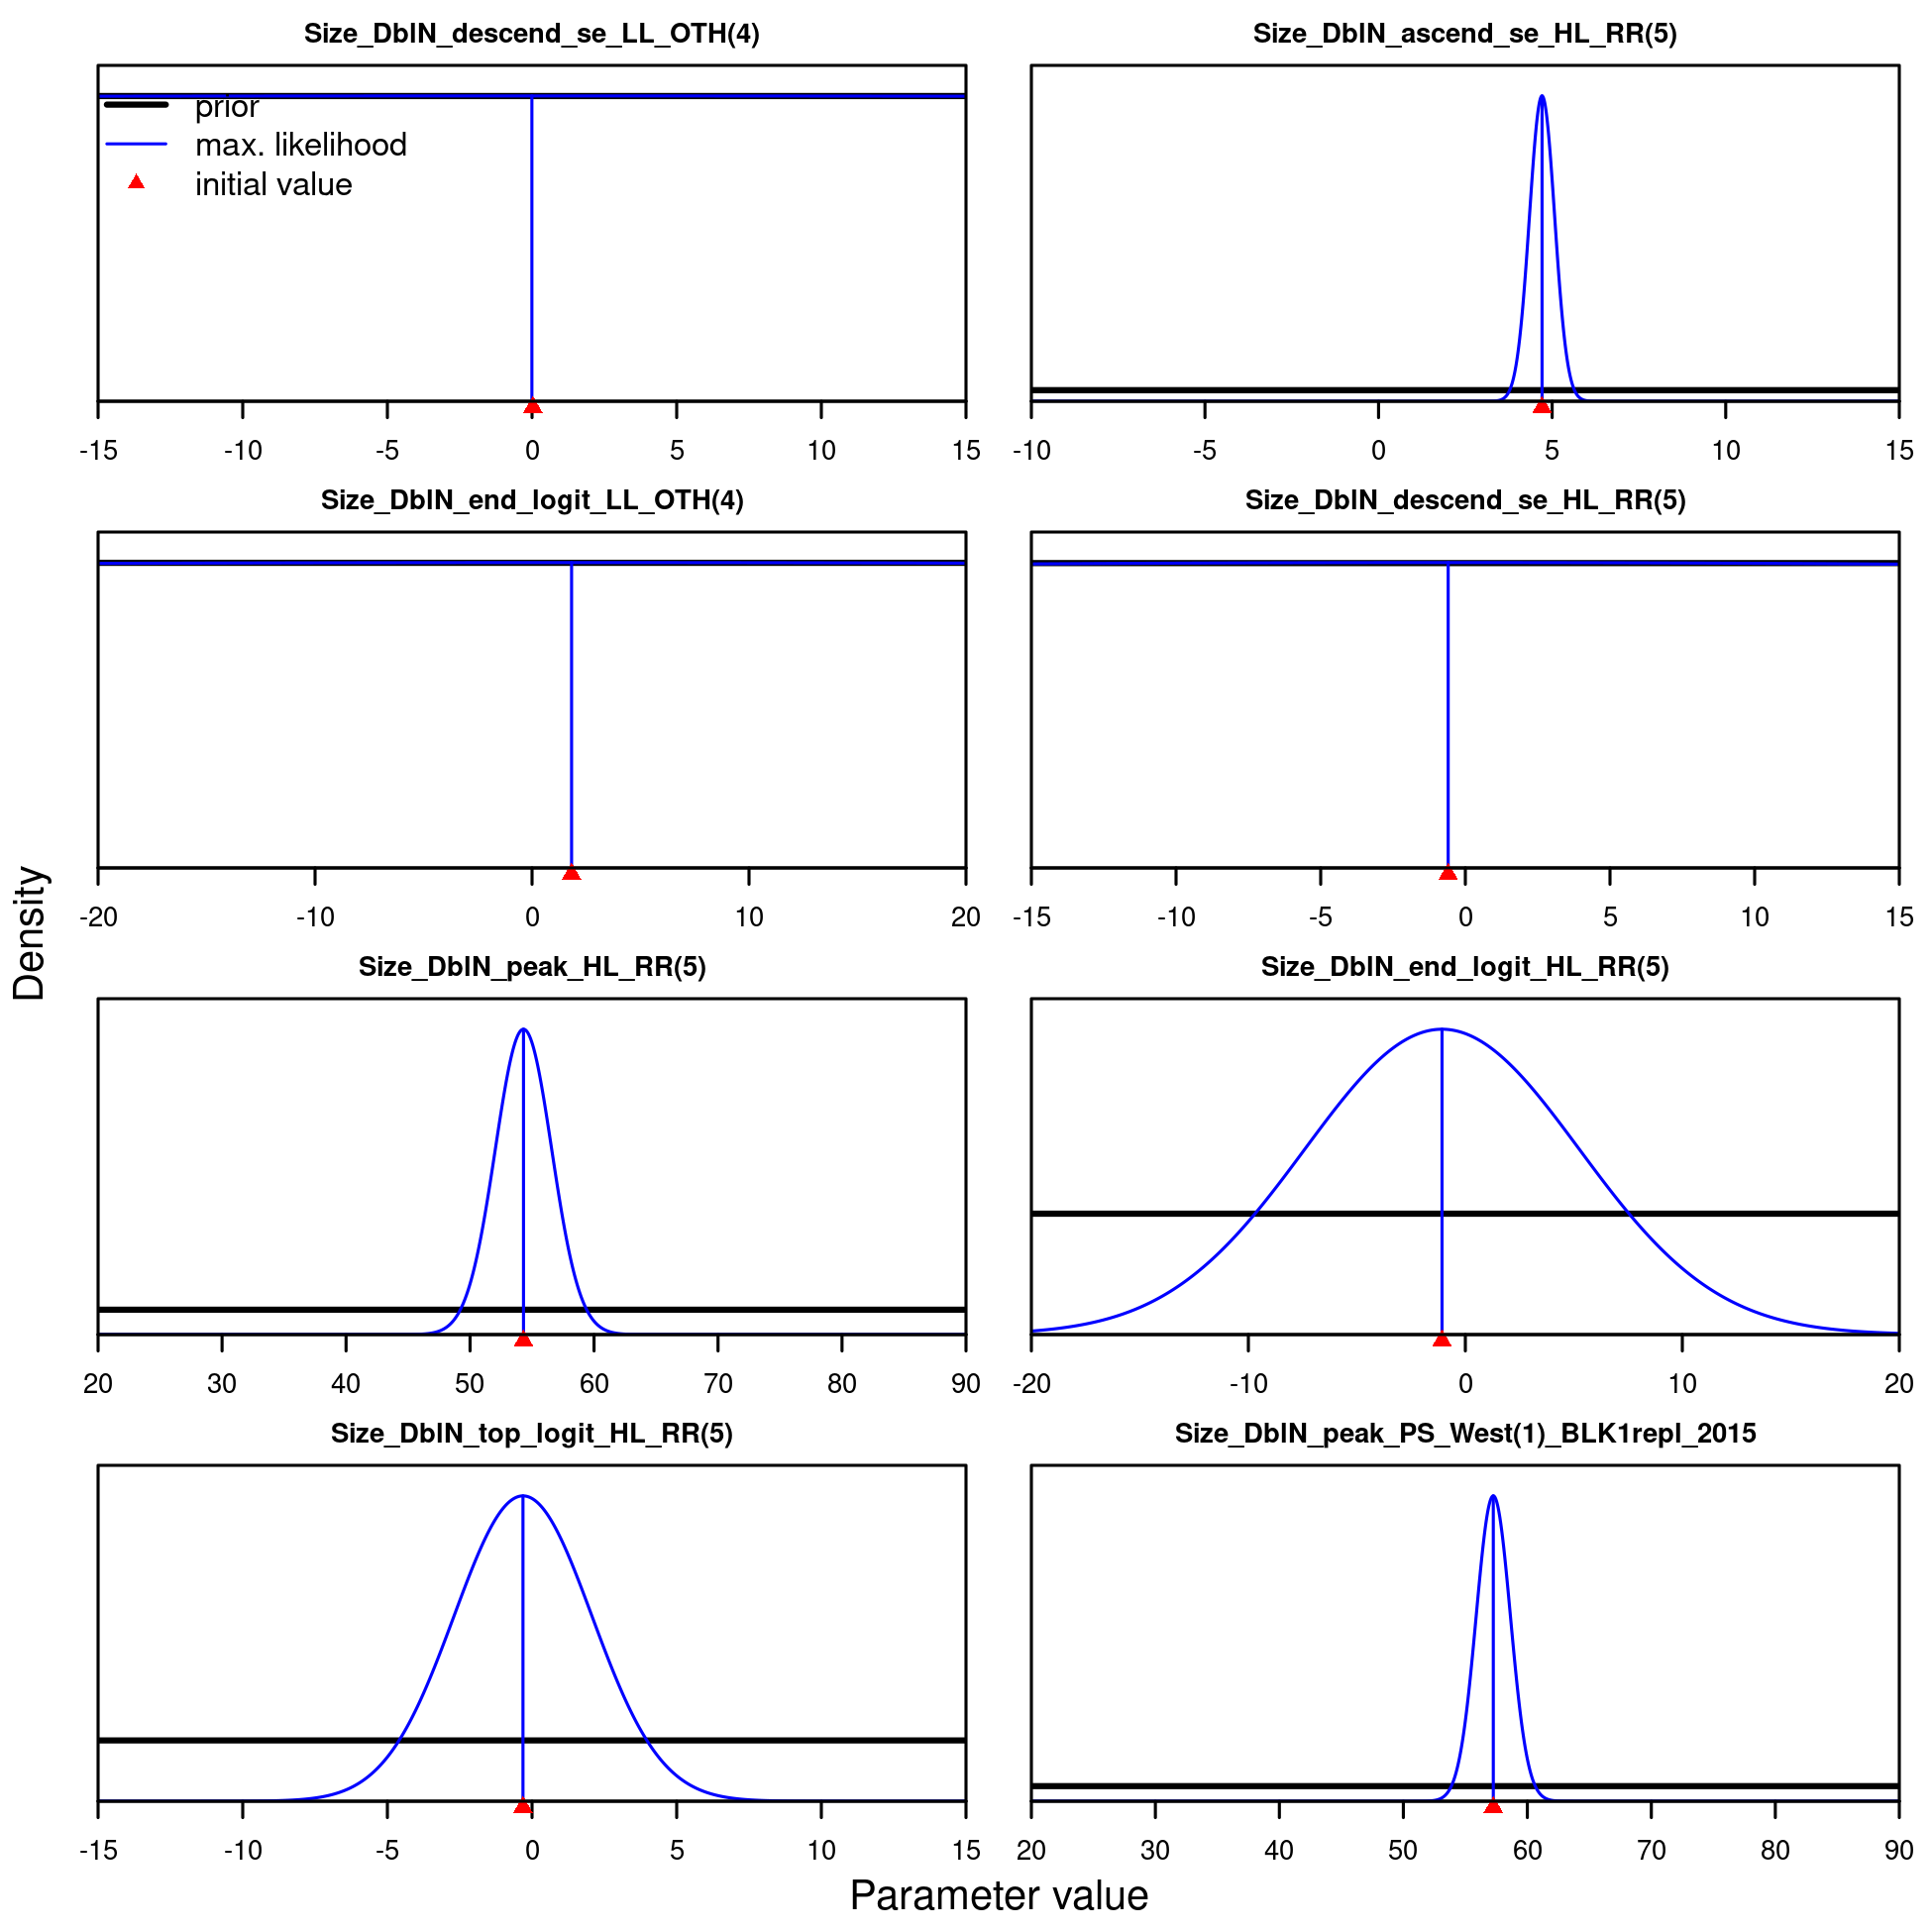 Size_DblN_descend_se_LL_OTH(4)
prior
max. likelihood
initial value
-15 -10 -5 0 5 10 15
Size_DblN_ascend_se_HL_RR(5)
-10 -5 0 5 10 15
Size_DblN_end_logit_LL_OTH(4)
-20 -10 0 10 20
Size_DblN_descend_se_HL_RR(5)
-15 -10 -5 0 5 10 15
Size_DblN_peak_HL_RR(5)
20 30 40 50 60 70 80 90
Size_DblN_end_logit_HL_RR(5)
-20 -10 0 10 20
Size_DblN_top_logit_HL_RR(5)
-15 -10 -5 0 5 10 15
Size_DblN_peak_PS_West(1)_BLK1repl_2015
20 30 40 50 60 70 80 90
Density
Parameter value